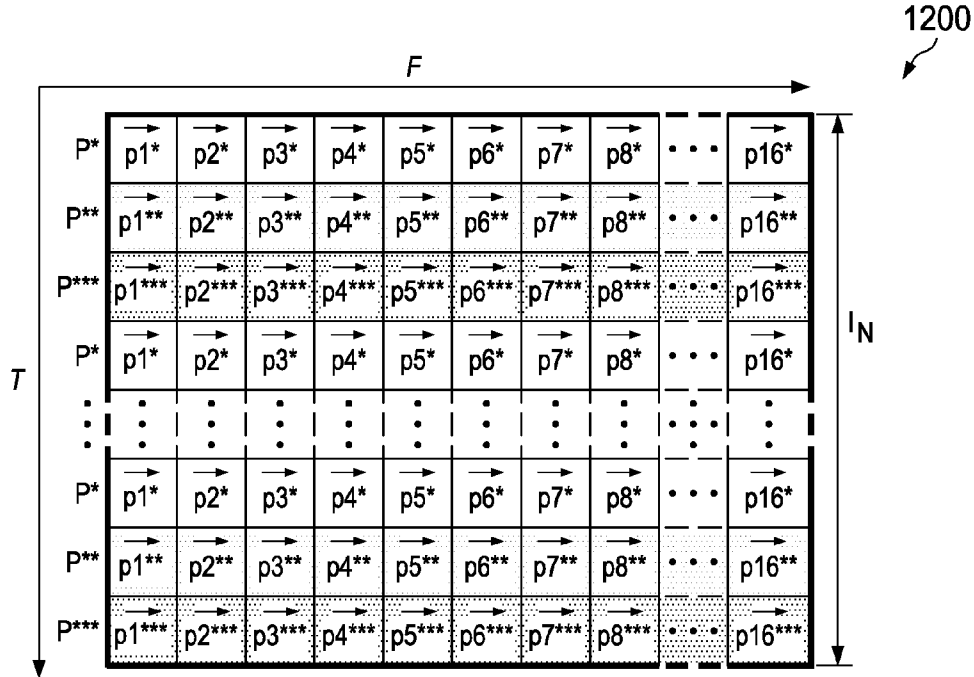 1200
F
P* p1* p2* p3* p4* p5* p6* p7* p8* • • • p16*
P** p1** p2** p3** p4** p5** p6** p7** p8** • • • p16**
P*** p1*** p2*** p3*** p4*** p5*** p6*** p7*** p8*** • • • p16***
P* p1* p2* p3* p4* p5* p6* p7* p8* • • • p16*
T
I_N
P* p1* p2* p3* p4* p5* p6* p7* p8* • • • p16*
P** p1** p2** p3** p4** p5** p6** p7** p8** • • • p16**
P*** p1*** p2*** p3*** p4*** p5*** p6*** p7*** p8*** • • • p16***